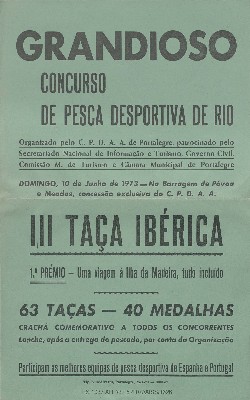 GRANDIOSO
CONCURSO
DE PESCA DESPORTIVA DE RIO
Organizado pelo C. P. D. A. A. de Portalegre, patrocinado pelo
Secretariado Nacional de Informação e Turismo, Governo Civil,
Comissão M. de Turismo e Câmara Municipal de Portalegre
DOMINGO, 10 de Junho de 1973 — Na Barragem de Póvoa
e Meadas, concessão exclusiva do C. P. D. A. A.
III TAÇA IBÉRICA
1.º PRÉMIO — Uma viagem à Ilha da Madeira, tudo incluído
63 TAÇAS — 40 MEDALHAS
CRACHÁ COMEMORATIVO A TODOS OS CONCORRENTES
Lanche, após a entrega do pescado, por conta da Organização
Participam as melhores equipas de pesca desportiva de Espanha e Portugal